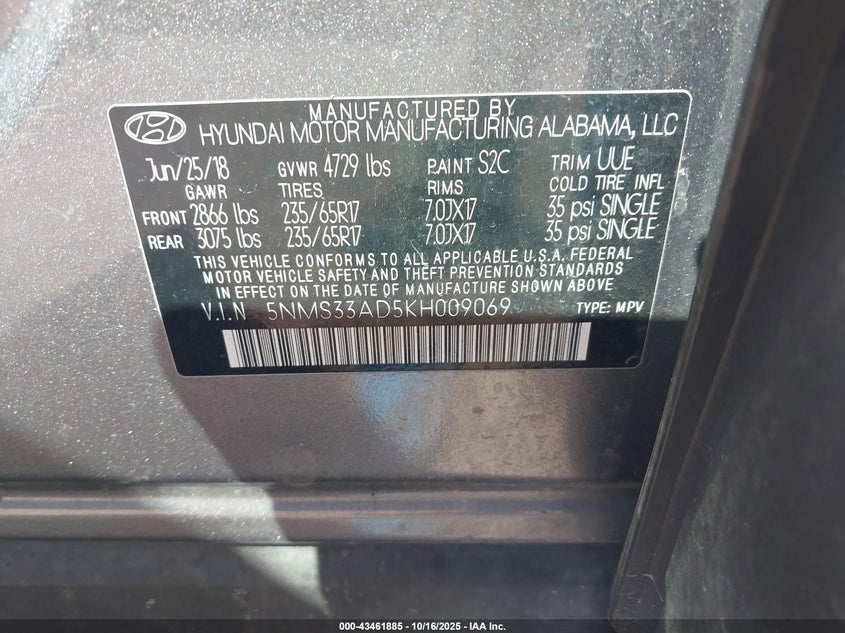 MANUFACTURED BY
HYUNDAI MOTOR MANUFACTURING ALABAMA, LLC
Jun/25/18 GVWR 4729 lbs PAINT S2C TRIM UUE
GAWR TIRES RIMS COLD TIRE INFL
FRONT 2866 lbs 235/65R17 7.0JX17 35 psi SINGLE
REAR 3075 lbs 235/65R17 7.0JX17 35 psi SINGLE
THIS VEHICLE CONFORMS TO ALL APPLICABLE U.S.A. FEDERAL
MOTOR VEHICLE SAFETY AND THEFT PREVENTION STANDARDS
IN EFFECT ON THE DATE OF MANUFACTURE SHOWN ABOVE
V.I.N 5NMS33AD5KH009069 TYPE: MPV
000-43461885 - 10/16/2025 - IAA Inc.